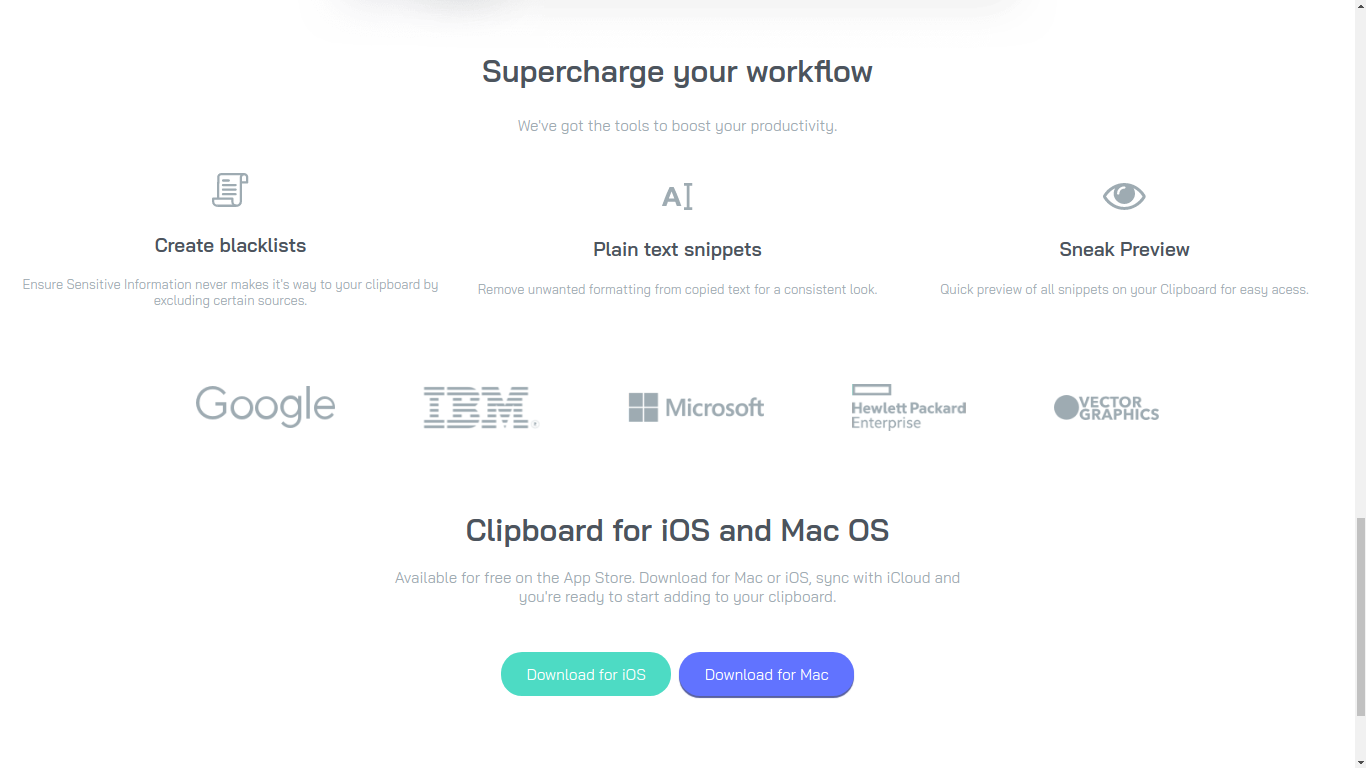 Supercharge your workflow
We've got the tools to boost your productivity.
A
Create blacklists
Plain text snippets
Sneak Preview
Ensure Sensitive Information never makes it's way to your clipboard by
excluding certain sources.
Remove unwanted formatting from copied text for a consistent look.
Quick preview of all snippets on your Clipboard for easy acess.
Google
IBM
Microsoft
Hewlett Packard
Enterprise
VECTOR
GRAPHICS
Clipboard for iOS and Mac OS
Available for free on the App Store. Download for Mac or iOS, sync with iCloud and
you're ready to start adding to your clipboard.
Download for iOS
Download for Mac